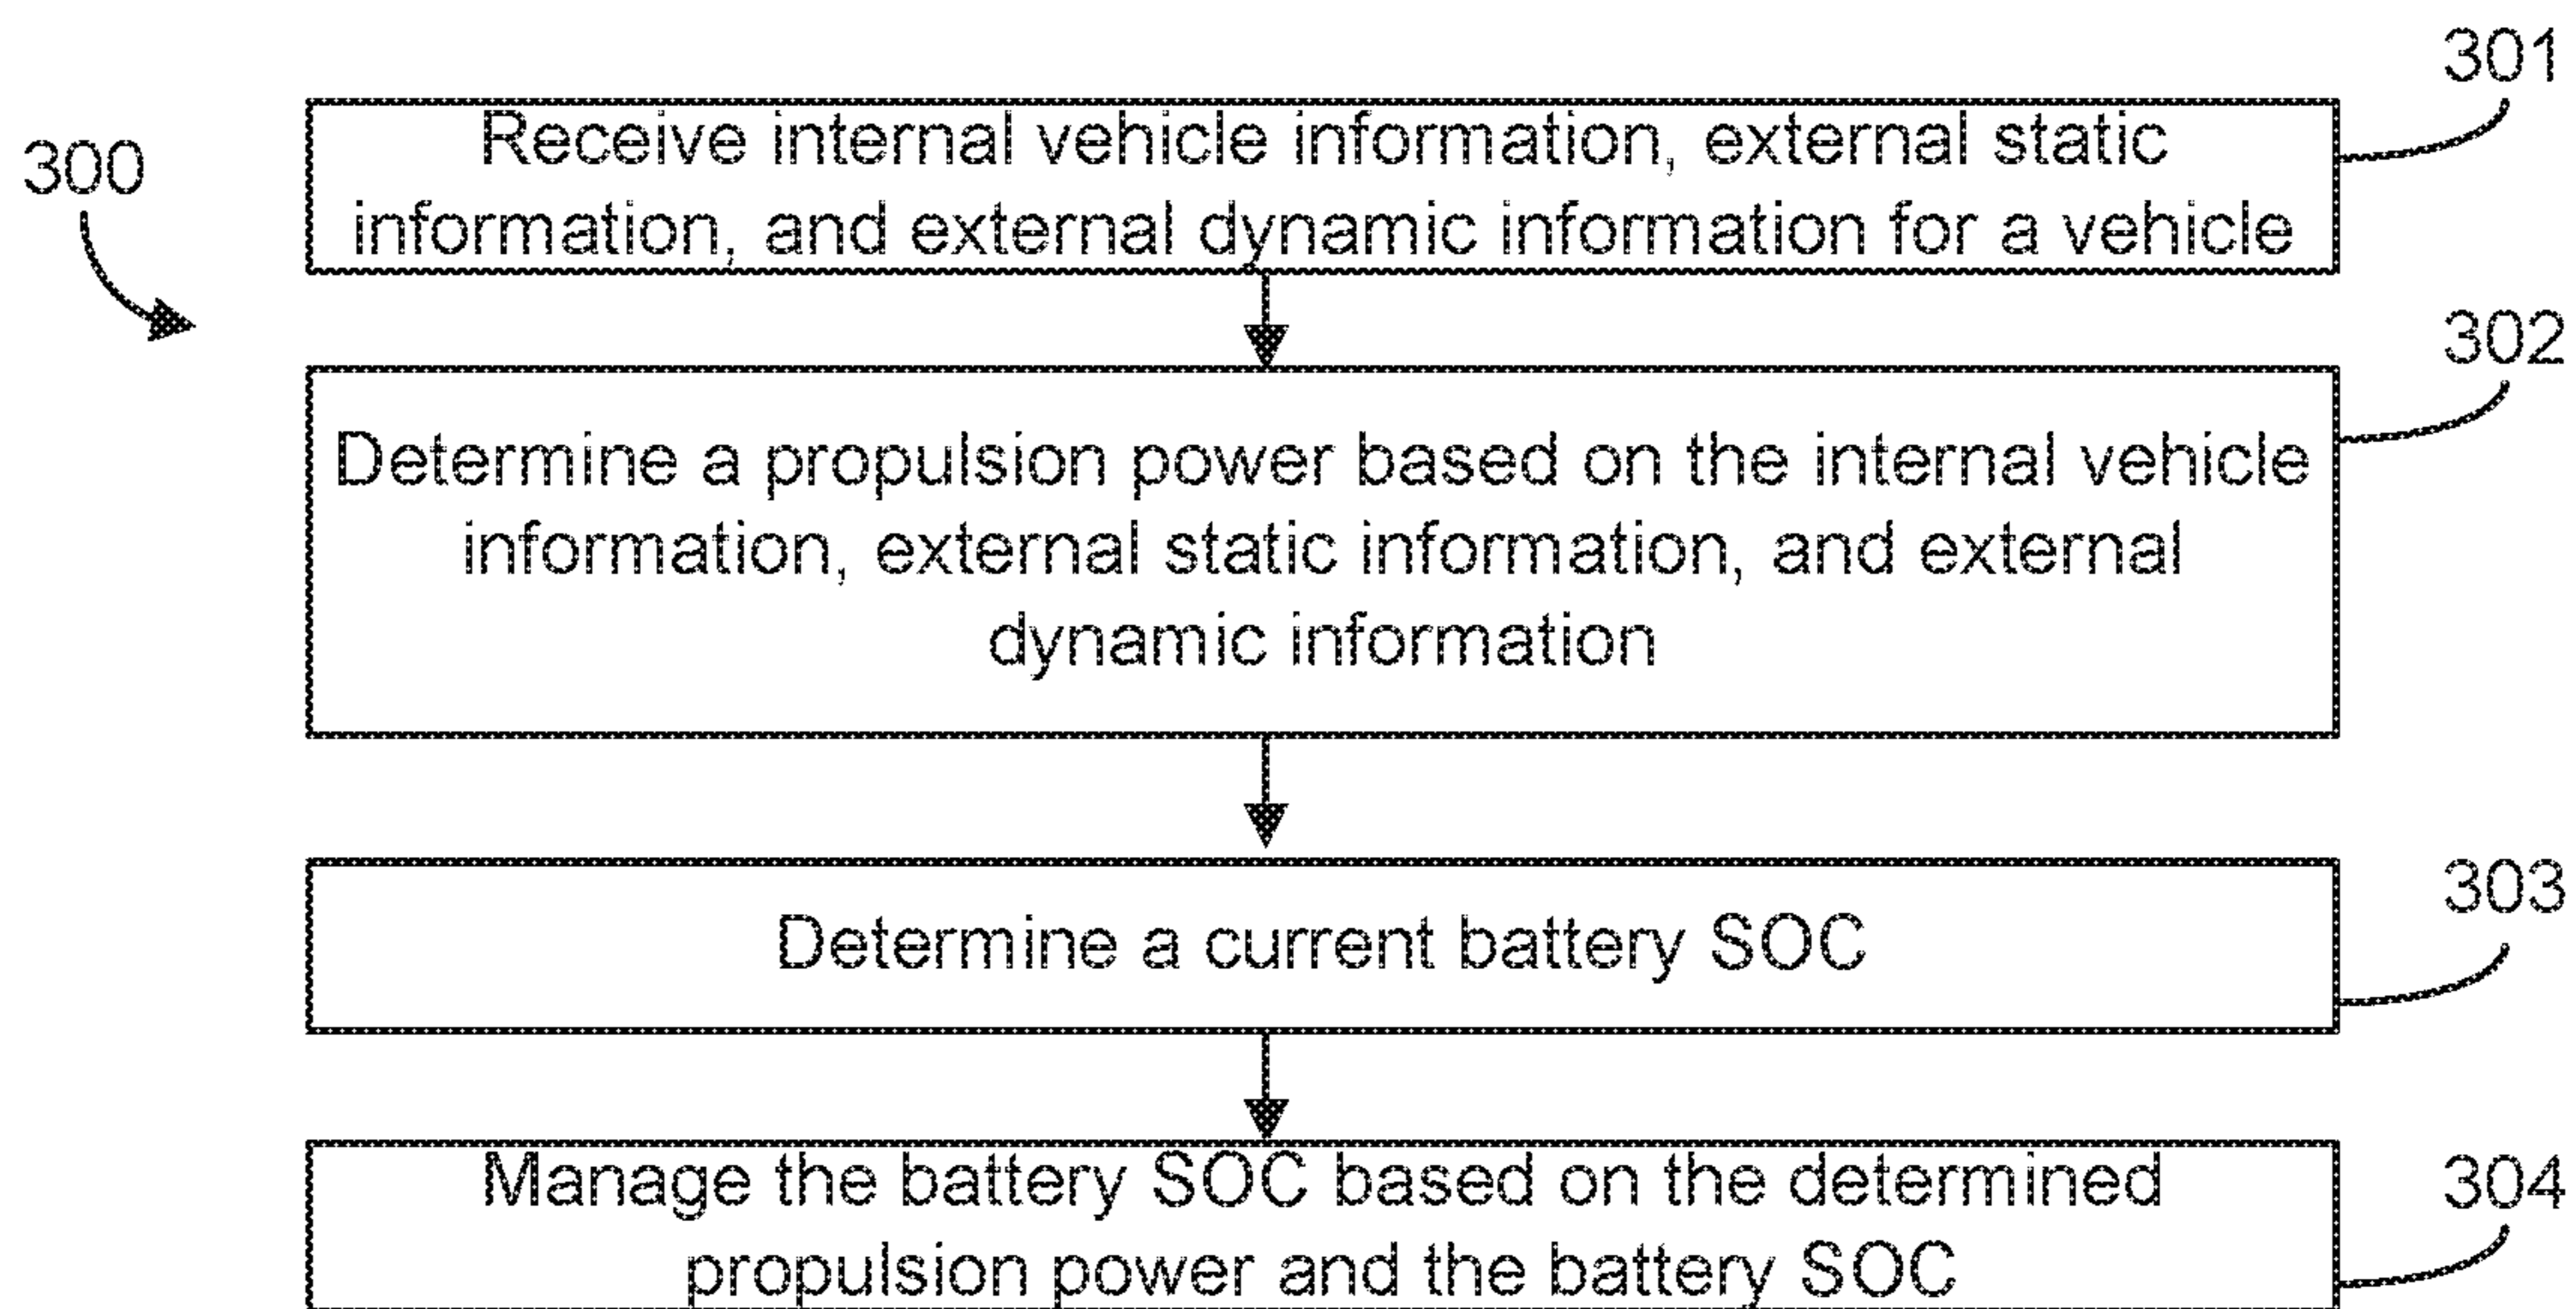 301
Receive internal vehicle information, external static
information, and external dynamic information for a vehicle
300
302
Determine a propulsion power based on the internal vehicle
information, external static information, and external
dynamic information
303
Determine a current battery SOC
304
Manage the battery SOC based on the determined
propulsion power and the battery SOC